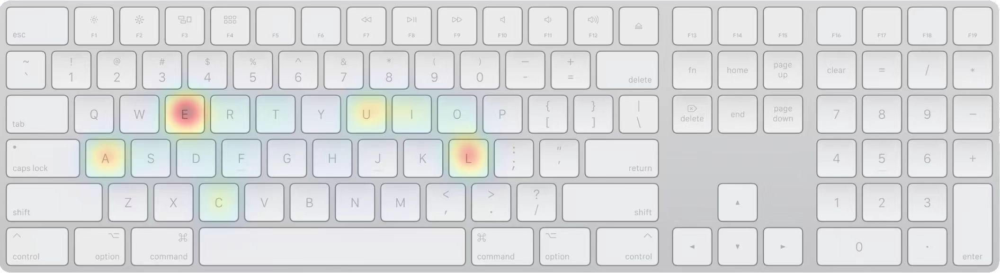 esc F1 F2 F3 F4 F5 F6 F7 F8 F9 F10 F11 F12 F13 F14 F15 F16 F17 F18 F19
~ ! @ # $ % ^ & * ( ) — +
` 1 2 3 4 5 6 7 8 9 0 - = delete fn home page up clear = / *
tab Q W E R T Y U I O P { [ } ] | \ delete end page down 7 8 9 −
caps lock A S D F G H J K L : ; " ' return 4 5 6 +
shift Z X C V B N M < , > . ? / shift ▲ 1 2 3
control option ⌥ command ⌘ ⌘ command ⌥ option control ◄ ▼ ► 0 . enter